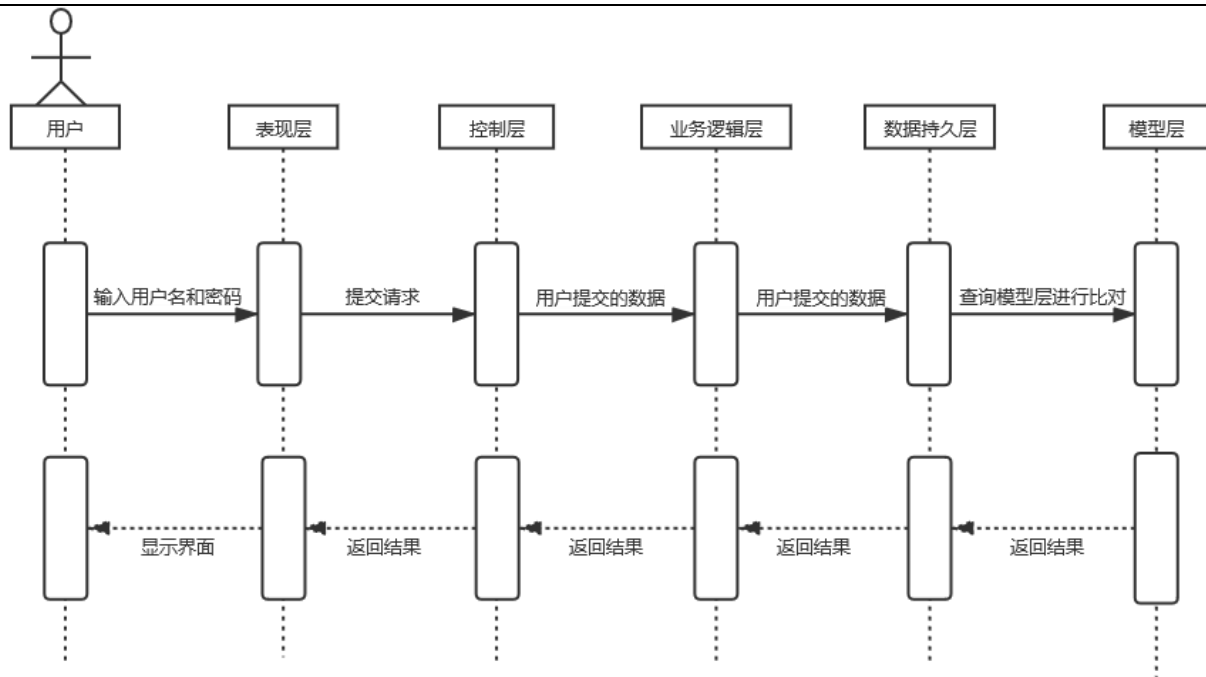 用户
表现层
控制层
业务逻辑层
数据持久层
模型层
输入用户名和密码
提交请求
用户提交的数据
用户提交的数据
查询模型层进行比对
显示界面
返回结果
返回结果
返回结果
返回结果